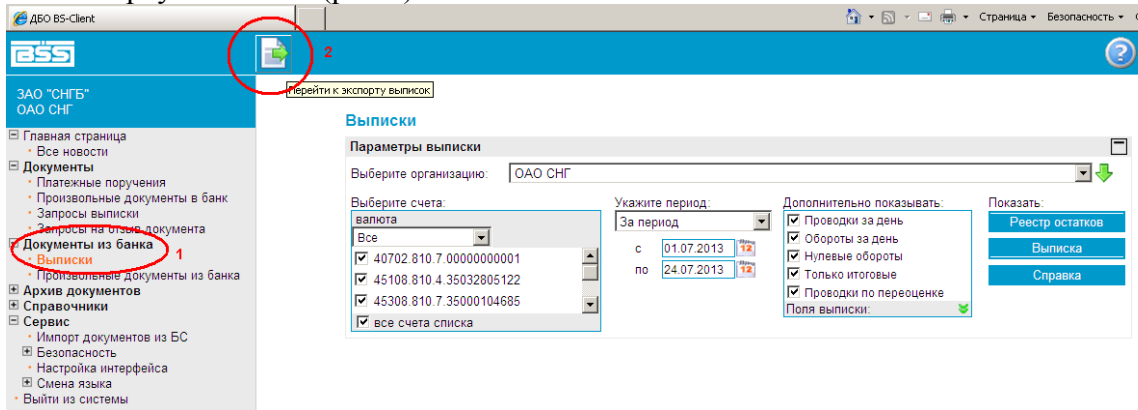 ДБО BS-Client
Страница Безопасность
BSS
2
?
ЗАО "СНГБ"
ОАО СНГ
Перейти к экспорту выписок
Главная страница
Все новости
Документы
Платежные поручения
Произвольные документы в банк
Запросы выписки
Запросы на отзыв документа
Документы из банка
1
Выписки
Произвольные документы из банка
Архив документов
Справочники
Сервис
Импорт документов из БС
Безопасность
Настройка интерфейса
Смена языка
Выйти из системы
Выписки
Параметры выписки
Выберите организацию: ОАО СНГ
Выберите счета:
валюта
Все
40702.810.7.00000000001
45108.810.4.35032805122
45308.810.7.35000104685
все счета списка
Укажите период:
За период
с 01.07.2013 12
по 24.07.2013 12
Дополнительно показывать:
Проводки за день
Обороты за день
Нулевые обороты
Только итоговые
Проводки по переоценке
Поля выписки:
Показать:
Реестр остатков
Выписка
Справка